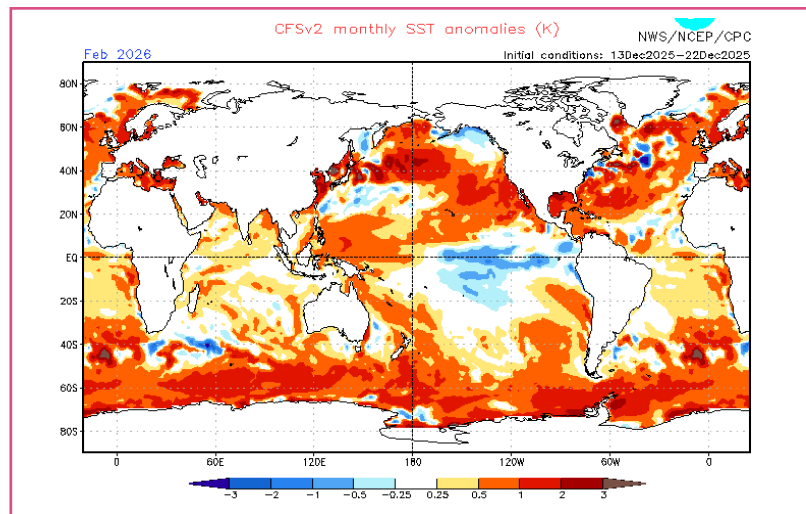 CFSv2 monthly SST anomalies (K)
NWS/NCEP/CPC
Feb 2026
Initial conditions: 13Dec2025–22Dec2025
80N
60N
40N
20N
EQ
20S
40S
60S
80S
0 60E 120E 180 120W 60W 0
-3 -2 -1 -0.5 -0.25 0.25 0.5 1 2 3